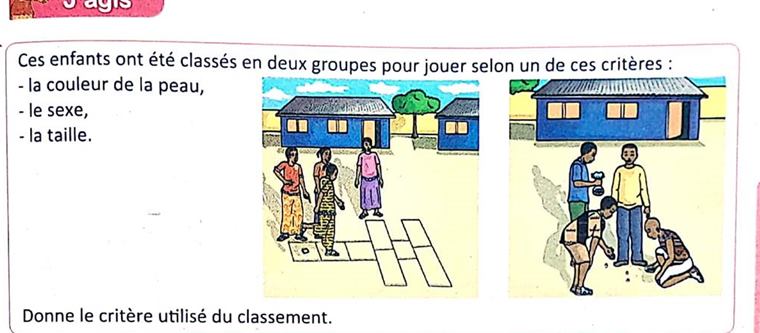 J'agis
Ces enfants ont été classés en deux groupes pour jouer selon un de ces critères :
- la couleur de la peau,
- le sexe,
- la taille.
Donne le critère utilisé du classement.